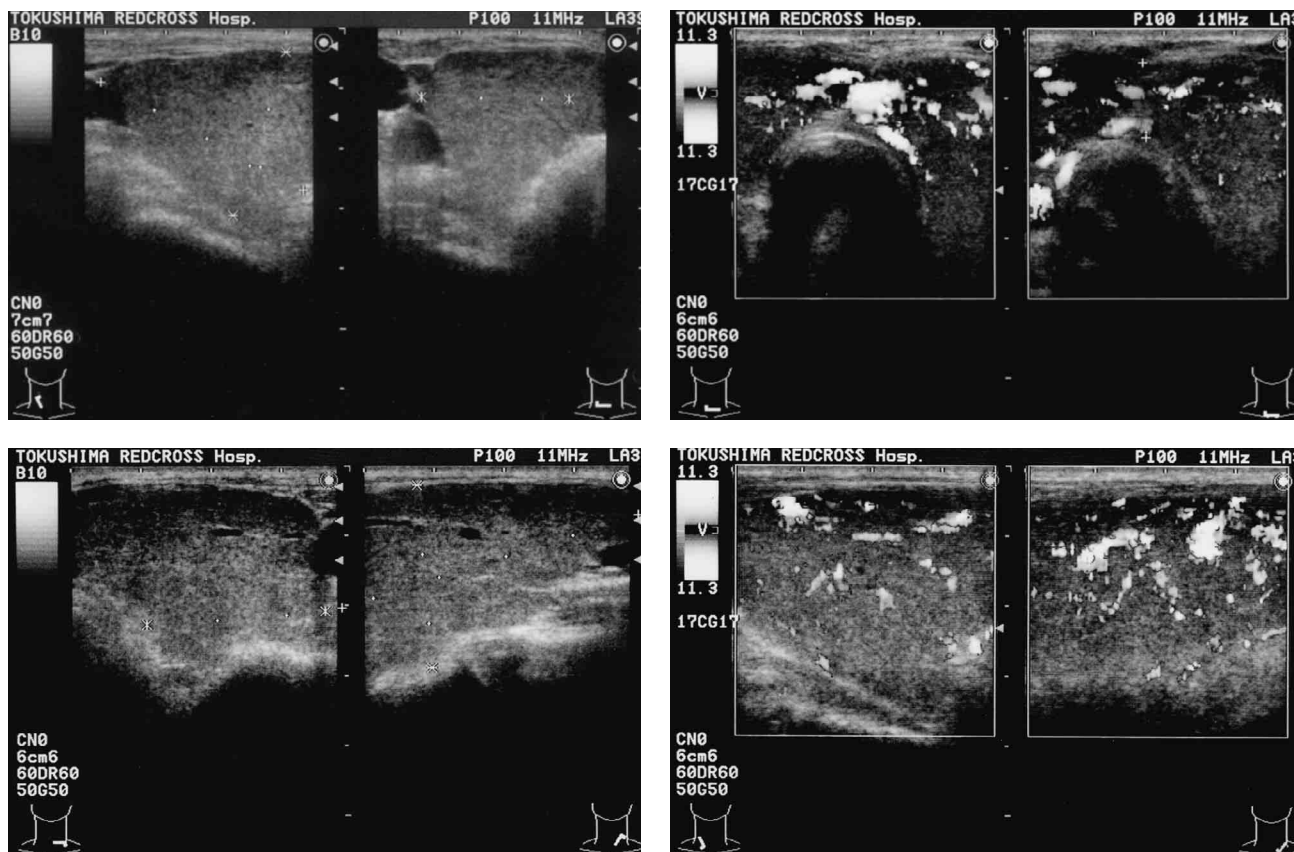 TOKUSHIMA REDCROSS Hosp. P100 11MHz LA39
B10
CN0
7cm7
60DR60
50G50
TOKUSHIMA REDCROSS Hosp. P100 11MHz LA39
11.3
V
11.3
17CG17
CN0
6cm6
60DR60
50G50
TOKUSHIMA REDCROSS Hosp. P100 11MHz LA3
B10
CN0
6cm6
60DR60
50G50
TOKUSHIMA REDCROSS Hosp. P100 11MHz LA3
11.3
V
11.3
17CG17
CN0
6cm6
60DR60
50G50